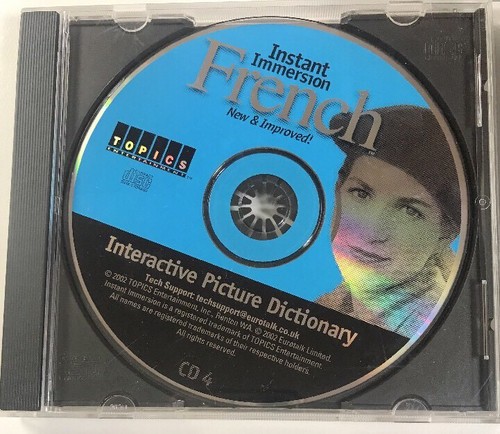 Instant
Immersion
French
™
New & Improved!
TOPICS
ENTERTAINMENT
Interactive Picture Dictionary
Tech Support: techsupport@eurotalk.co.uk
© 2002 TOPICS Entertainment, Inc., Renton WA. © 2002 Eurotalk Limited.
Instant Immersion is a registered trademark of TOPICS Entertainment.
All names are registered trademarks of their respective holders.
All rights reserved.
CD 4